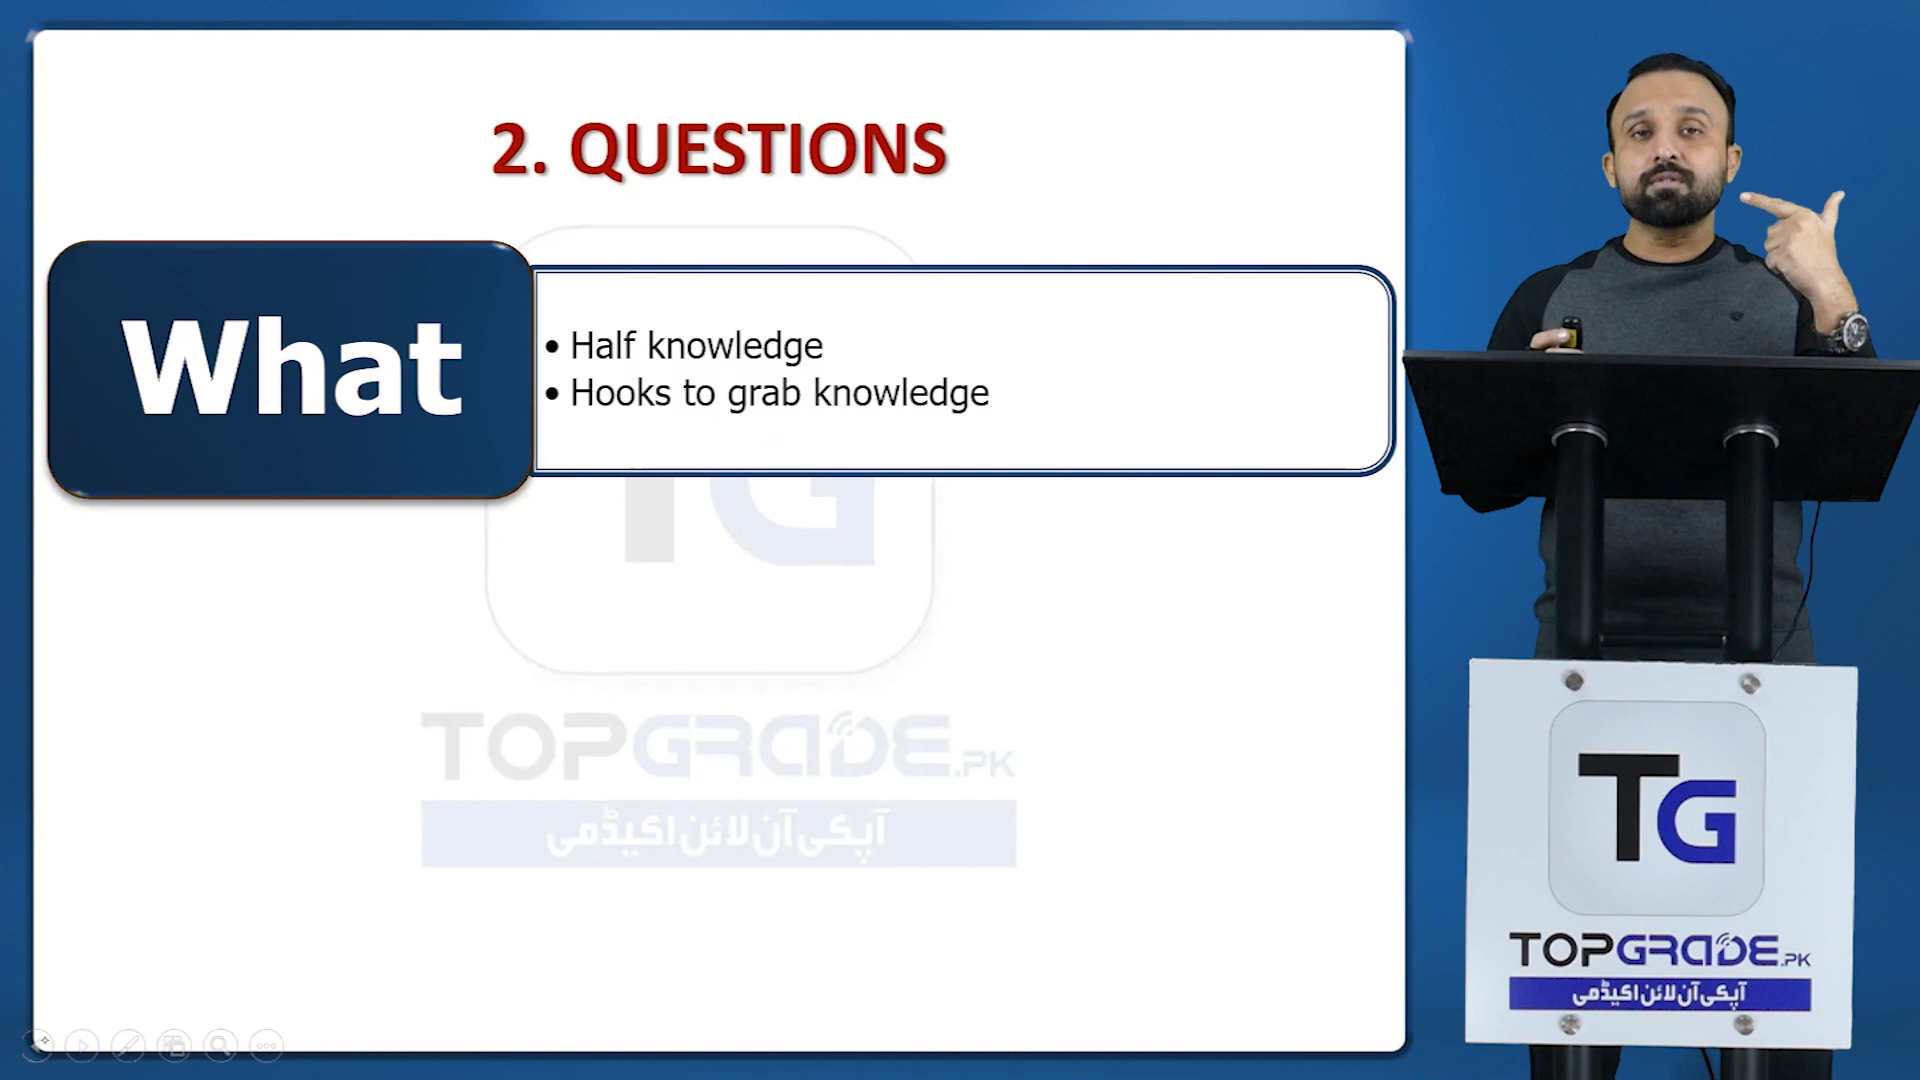 2. QUESTIONS
What
• Half knowledge
• Hooks to grab knowledge
TG
TOPGRADE.PK
آپکی آن لائن اکیڈمی
TG
TOPGRADE.PK
آپکی آن لائن اکیڈمی